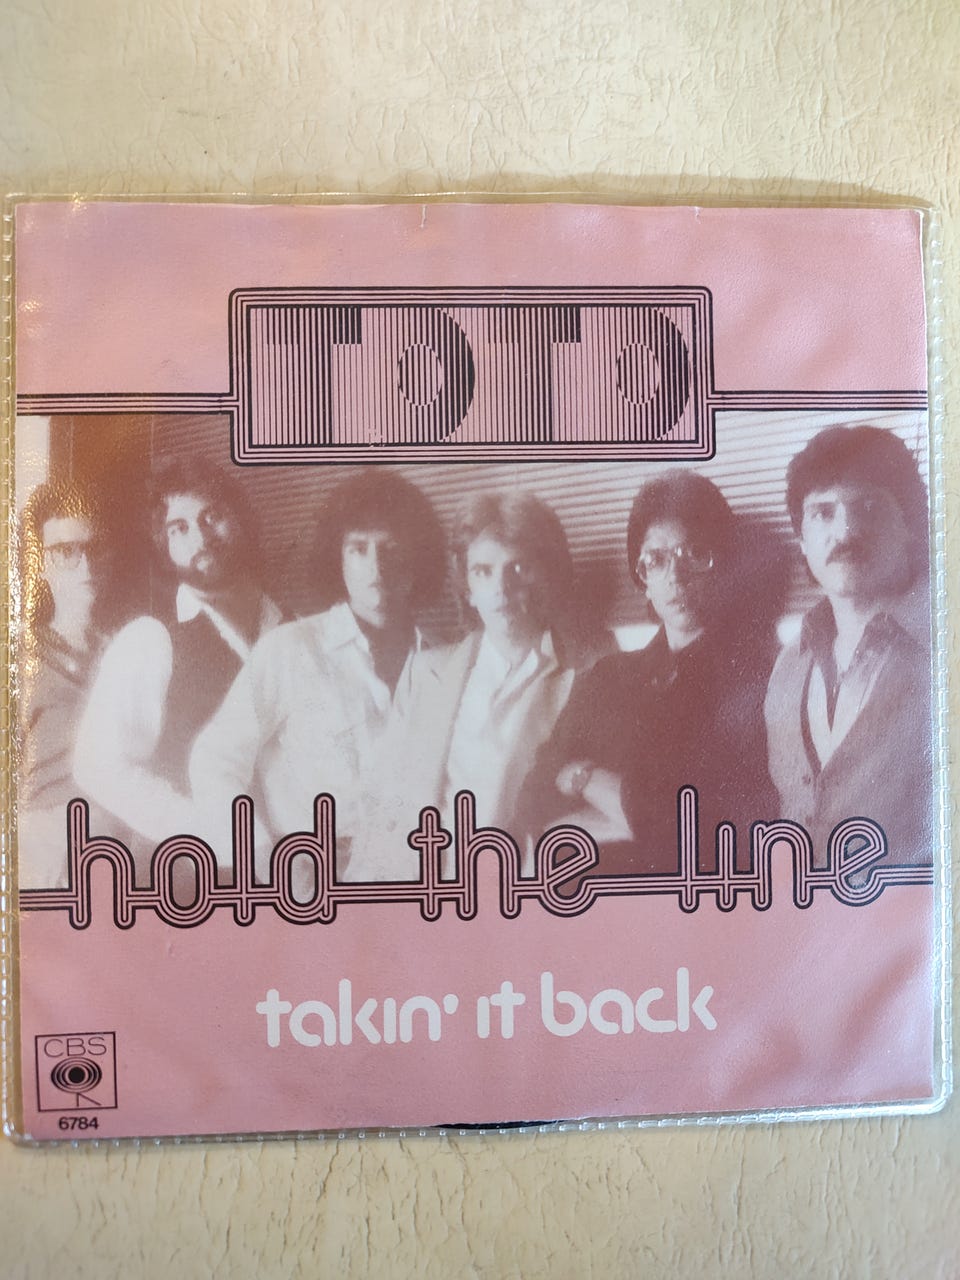 TOTO
hold the line
takin' it back
CBS
6784